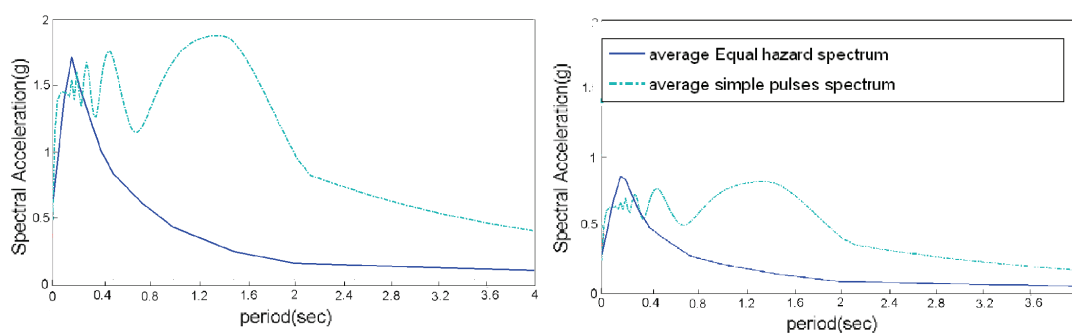 2
1.5
1
0.5
0
Spectral Acceleration(g)
0 0.4 0.8 1.2 1.6 2 2.4 2.8 3.2 3.6 4
period(sec)
2
1
0.5
0
Spectral Acceleration(g)
average Equal hazard spectrum
average simple pulses spectrum
0 0.4 0.8 1.2 1.6 2 2.4 2.8 3.2 3.6
period(sec)